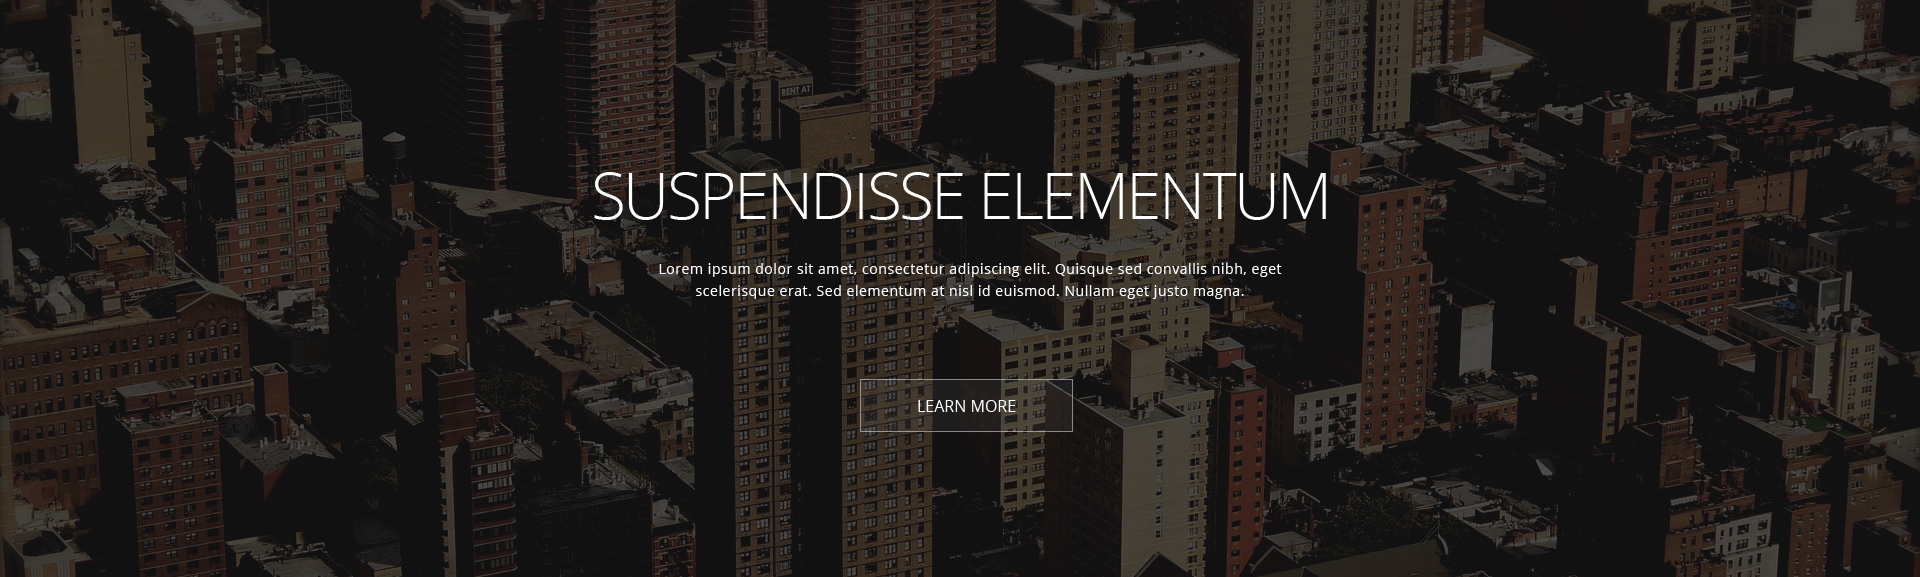 RENT AT
SUSPENDISSE ELEMENTUM
Lorem ipsum dolor sit amet, consectetur adipiscing elit. Quisque sed convallis nibh, eget
scelerisque erat. Sed elementum at nisl id euismod. Nullam eget justo magna.
LEARN MORE